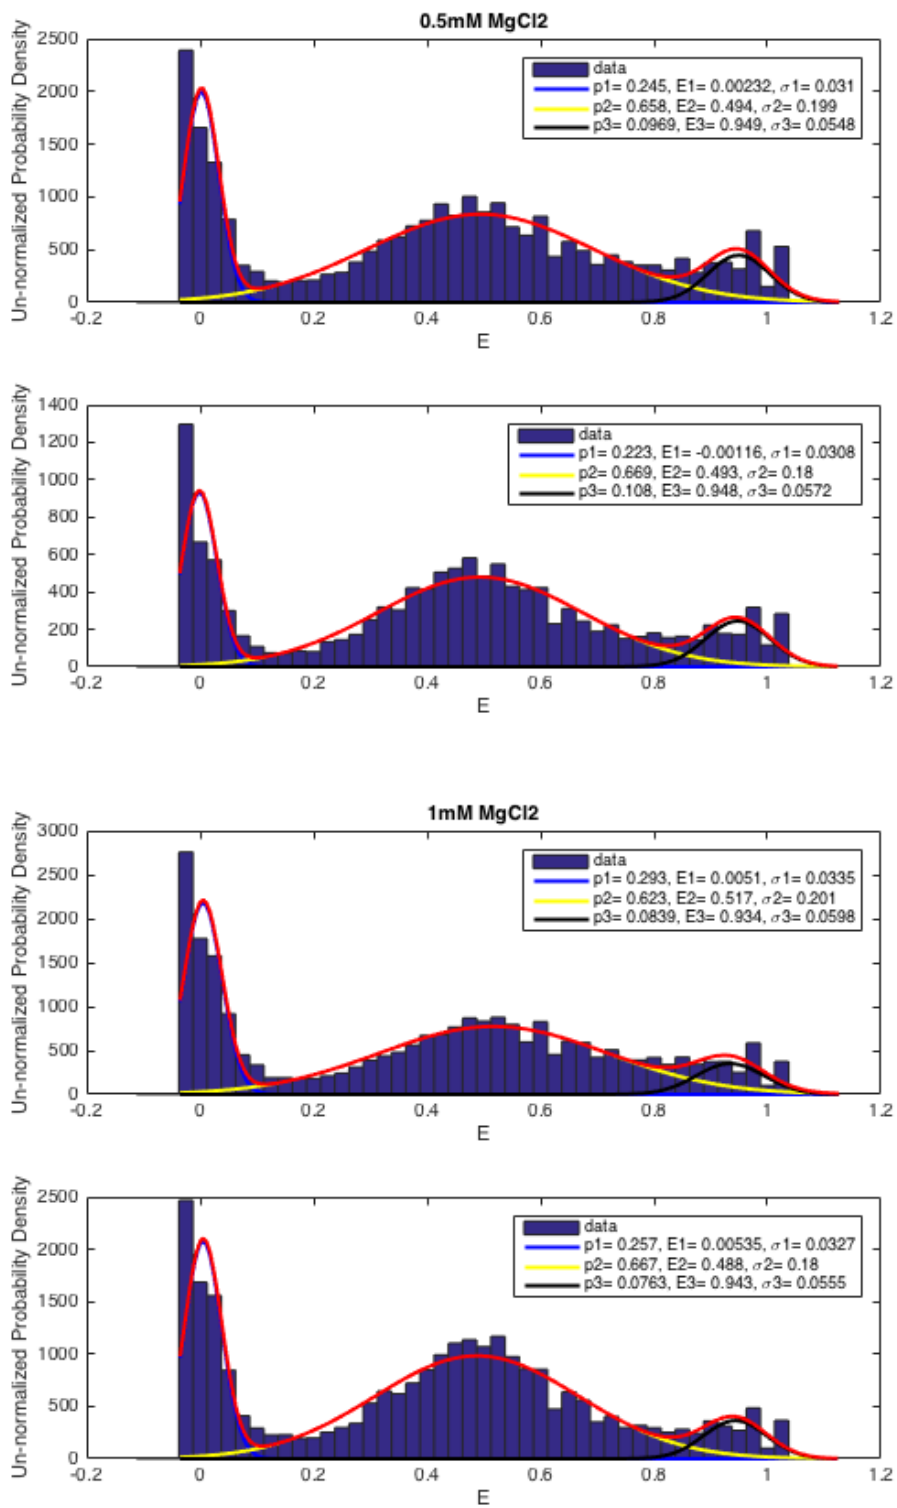 0.5mM MgCl2
Un-normalized Probability Density
2500
2000
1500
1000
500
0
data
p1= 0.245, E1= 0.00232, σ1= 0.031
p2= 0.658, E2= 0.494, σ2= 0.199
p3= 0.0969, E3= 0.949, σ3= 0.0548
-0.2 0 0.2 0.4 0.6 0.8 1 1.2
E
Un-normalized Probability Density
1400
1200
1000
800
600
400
200
0
data
p1= 0.223, E1= -0.00116, σ1= 0.0308
p2= 0.669, E2= 0.493, σ2= 0.18
p3= 0.108, E3= 0.948, σ3= 0.0572
-0.2 0 0.2 0.4 0.6 0.8 1 1.2
E
1mM MgCl2
Un-normalized Probability Density
3000
2500
2000
1500
1000
500
0
data
p1= 0.293, E1= 0.0051, σ1= 0.0335
p2= 0.623, E2= 0.517, σ2= 0.201
p3= 0.0839, E3= 0.934, σ3= 0.0598
-0.2 0 0.2 0.4 0.6 0.8 1 1.2
E
Un-normalized Probability Density
2500
2000
1500
1000
500
0
data
p1= 0.257, E1= 0.00535, σ1= 0.0327
p2= 0.667, E2= 0.488, σ2= 0.18
p3= 0.0763, E3= 0.943, σ3= 0.0555
-0.2 0 0.2 0.4 0.6 0.8 1 1.2
E